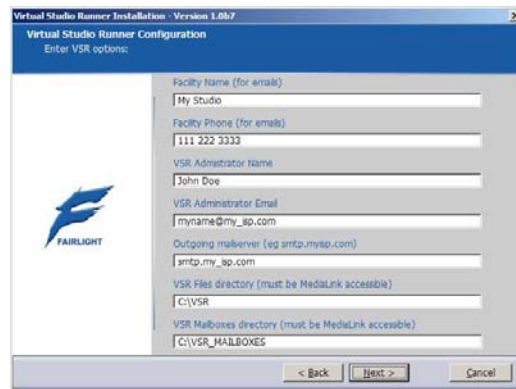 Virtual Studio Runner Installation - Version 1.0b7
Virtual Studio Runner Configuration
Enter VSR options:
Facility Name (for emails)
My Studio
Facility Phone (for emails)
111 222 3333
VSR Admistrator Name
John Doe
VSR Administrator Email
myname@my_isp.com
Outgoing mailserver (eg smtp.myisp.com)
smtp.my_isp.com
VSR Files directory (must be MediaLink accessible)
C:\VSR
VSR Mailboxes directory (must be MediaLink accessible)
C:\VSR_MAILBOXES
FAIRLIGHT
< Back
Next >
Cancel